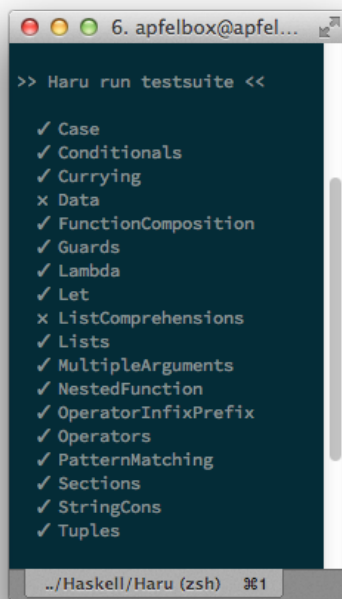 6. apfelbox@apfel...
>> Haru run testsuite <<
✓ Case
✓ Conditionals
✓ Currying
× Data
✓ FunctionComposition
✓ Guards
✓ Lambda
✓ Let
× ListComprehensions
✓ Lists
✓ MultipleArguments
✓ NestedFunction
✓ OperatorInfixPrefix
✓ Operators
✓ PatternMatching
✓ Sections
✓ StringCons
✓ Tuples
../Haskell/Haru (zsh) ⌘1